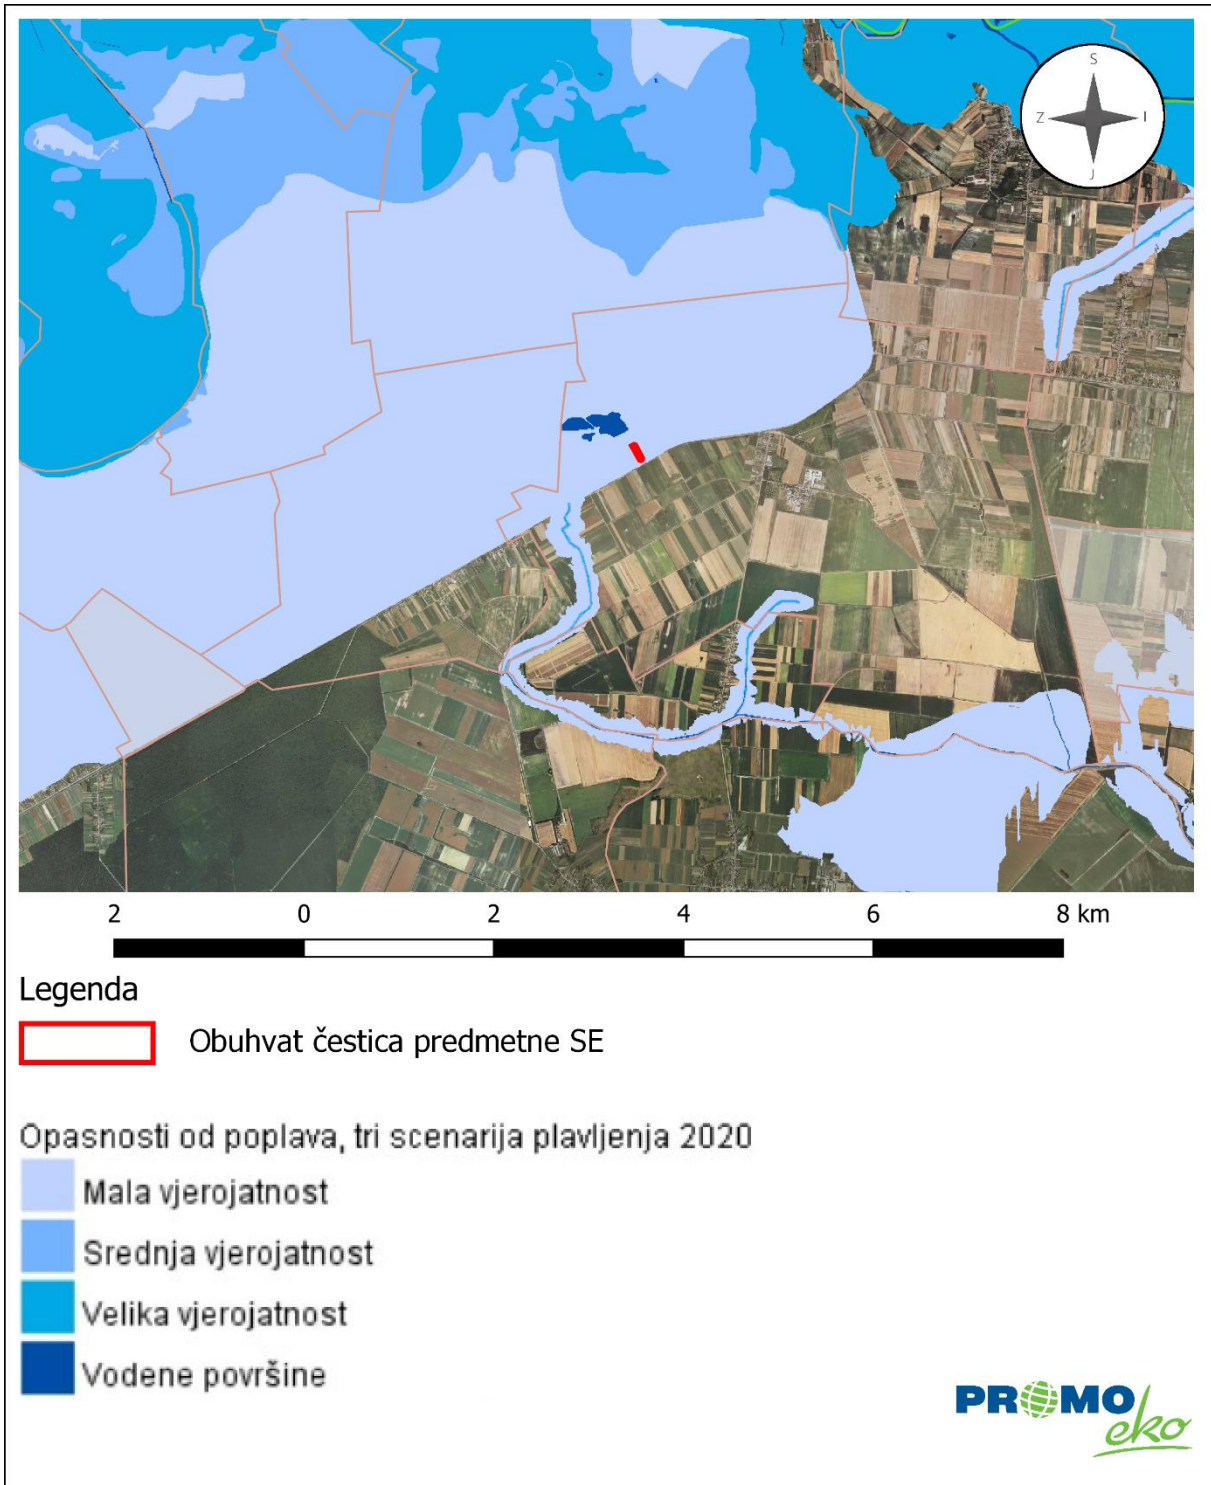 S
Z I
J
2 0 2 4 6 8 km
Legenda
Obuhvat čestica predmetne SE
Opasnosti od poplava, tri scenarija plavljenja 2020
Mala vjerojatnost
Srednja vjerojatnost
Velika vjerojatnost
Vodene površine
PROMO
eko